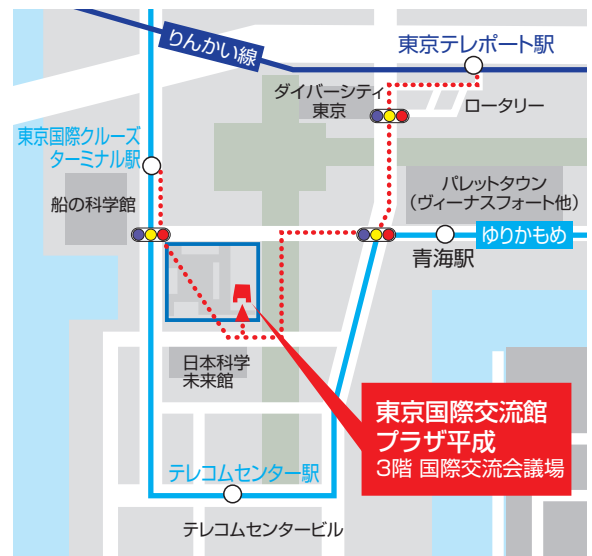 りんかい線
東京テレポート駅
ダイバーシティ
東京
ロータリー
東京国際クルーズ
ターミナル駅
船の科学館
パレットタウン
（ヴィーナスフォート他）
ゆりかもめ
青海駅
日本科学
未来館
東京国際交流館
プラザ平成
3階 国際交流会議場
テレコムセンター駅
テレコムセンタービル